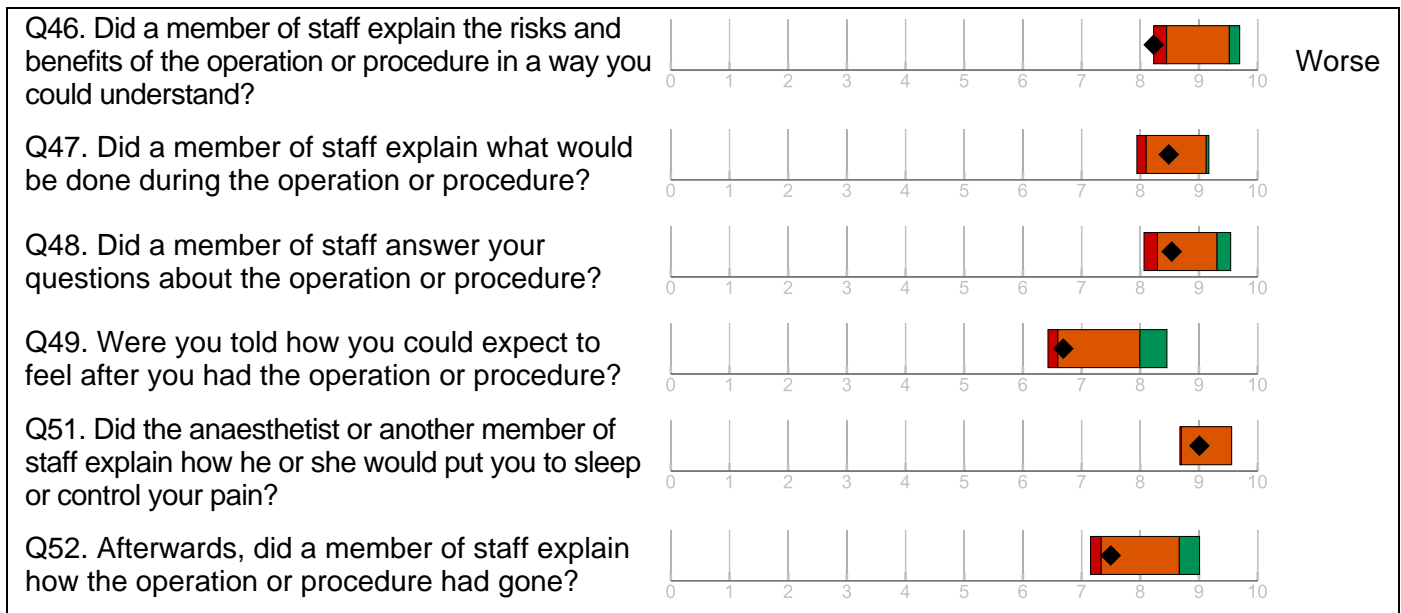 Q46. Did a member of staff explain the risks and
benefits of the operation or procedure in a way you
could understand?
0 1 2 3 4 5 6 7 8 9 10
Worse
Q47. Did a member of staff explain what would
be done during the operation or procedure?
0 1 2 3 4 5 6 7 8 9 10
Q48. Did a member of staff answer your
questions about the operation or procedure?
0 1 2 3 4 5 6 7 8 9 10
Q49. Were you told how you could expect to
feel after you had the operation or procedure?
0 1 2 3 4 5 6 7 8 9 10
Q51. Did the anaesthetist or another member of
staff explain how he or she would put you to sleep
or control your pain?
0 1 2 3 4 5 6 7 8 9 10
Q52. Afterwards, did a member of staff explain
how the operation or procedure had gone?
0 1 2 3 4 5 6 7 8 9 10